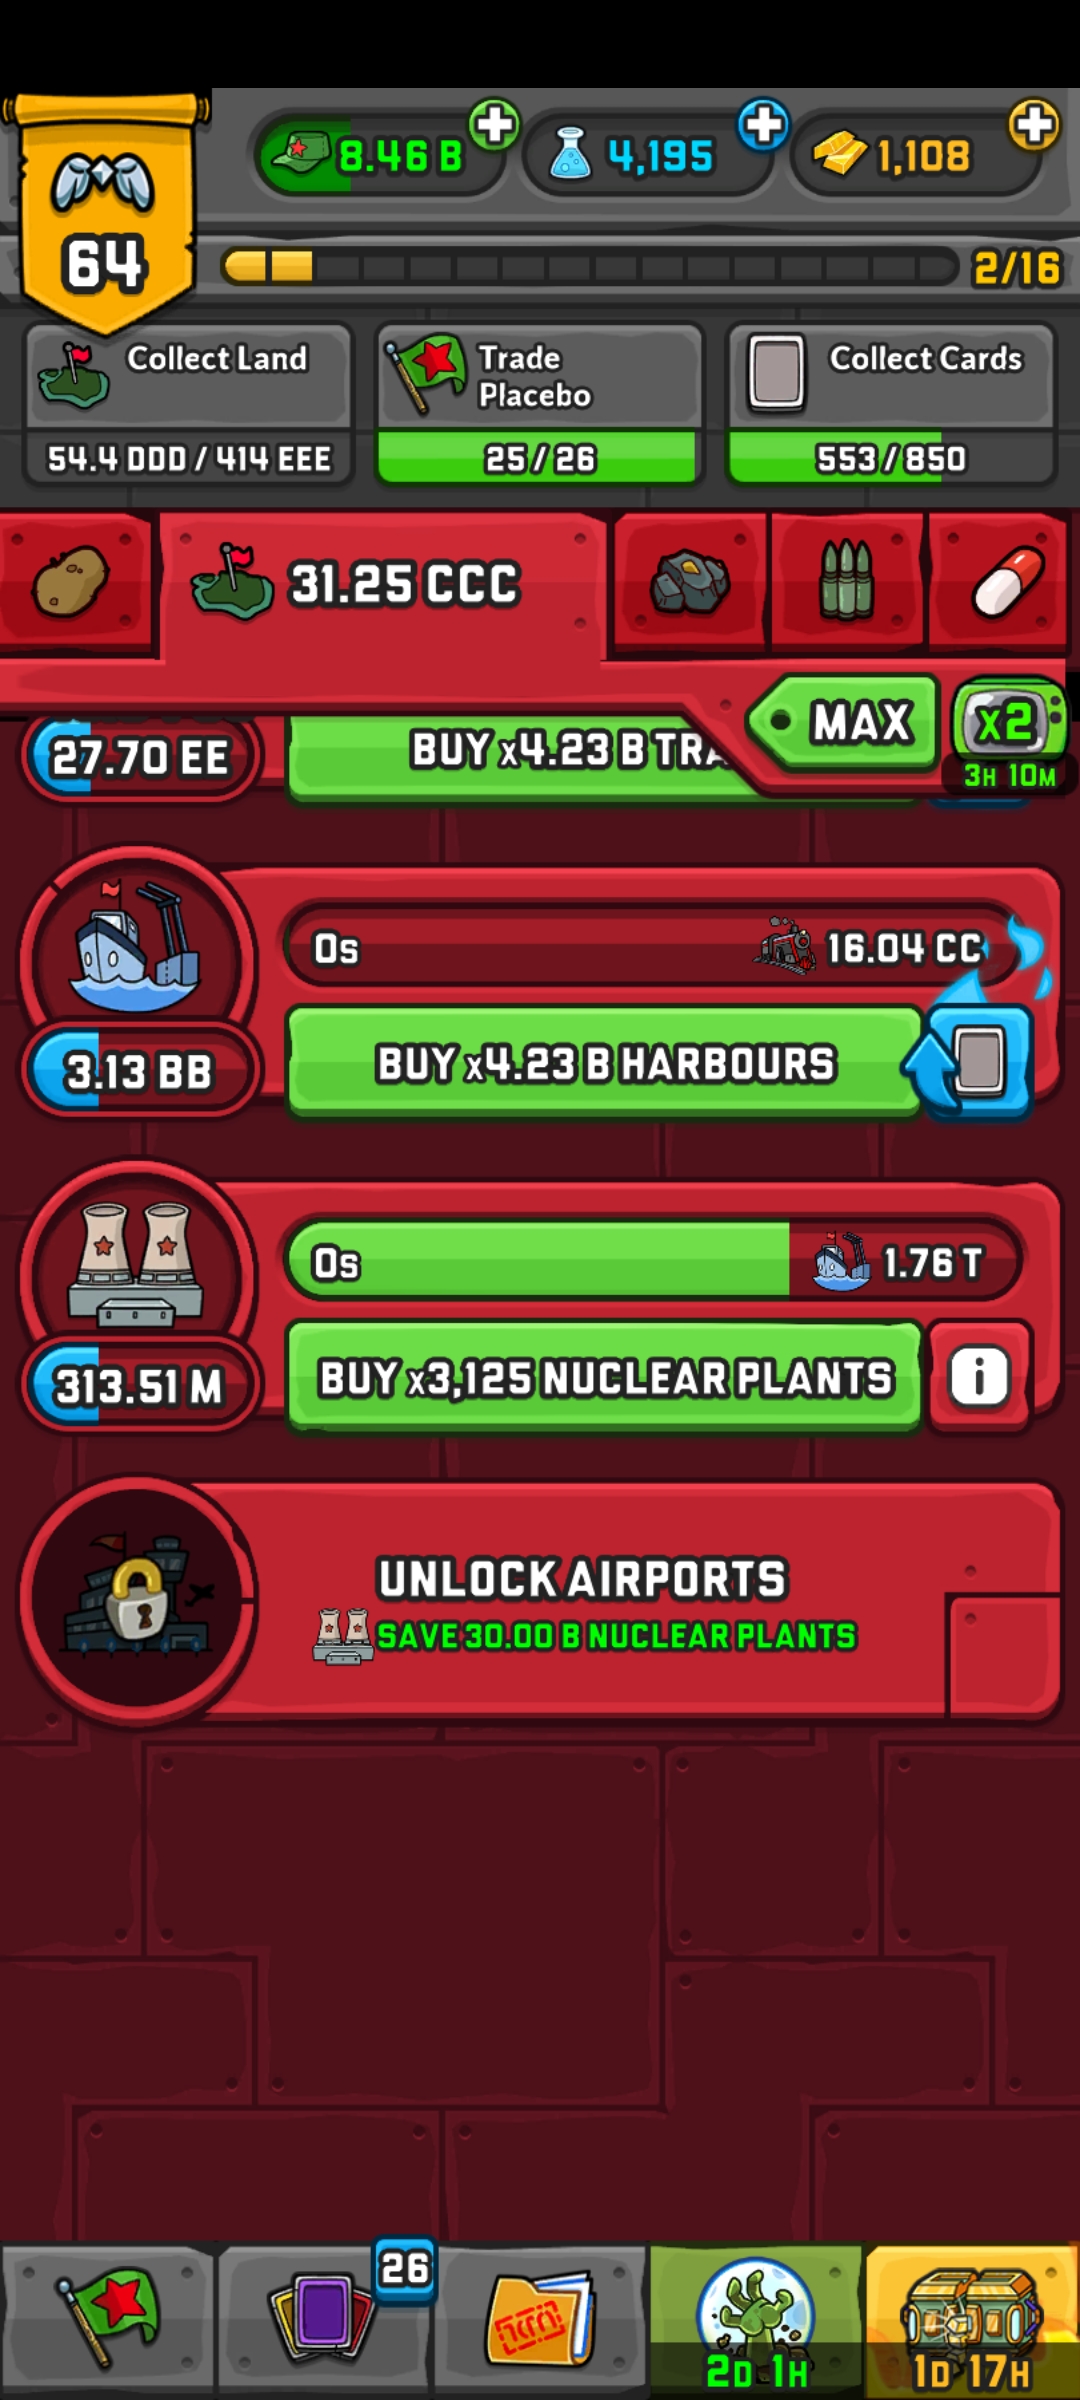 8.46 B
4,195
1,108
64
2/16
Collect Land
54.4 DDD / 414 EEE
Trade
Placebo
25 / 26
Collect Cards
553 / 850
31.25 CCC
MAX
x2
3H 10M
27.70 EE
BUY x4.23 B
0s
16.04 CC
3.13 BB
BUY x4.23 B HARBOURS
0s
1.76 T
313.51 M
BUY x3,125 NUCLEAR PLANTS
i
UNLOCK AIRPORTS
SAVE 30.00 B NUCLEAR PLANTS
26
2D 1H
1D 17H